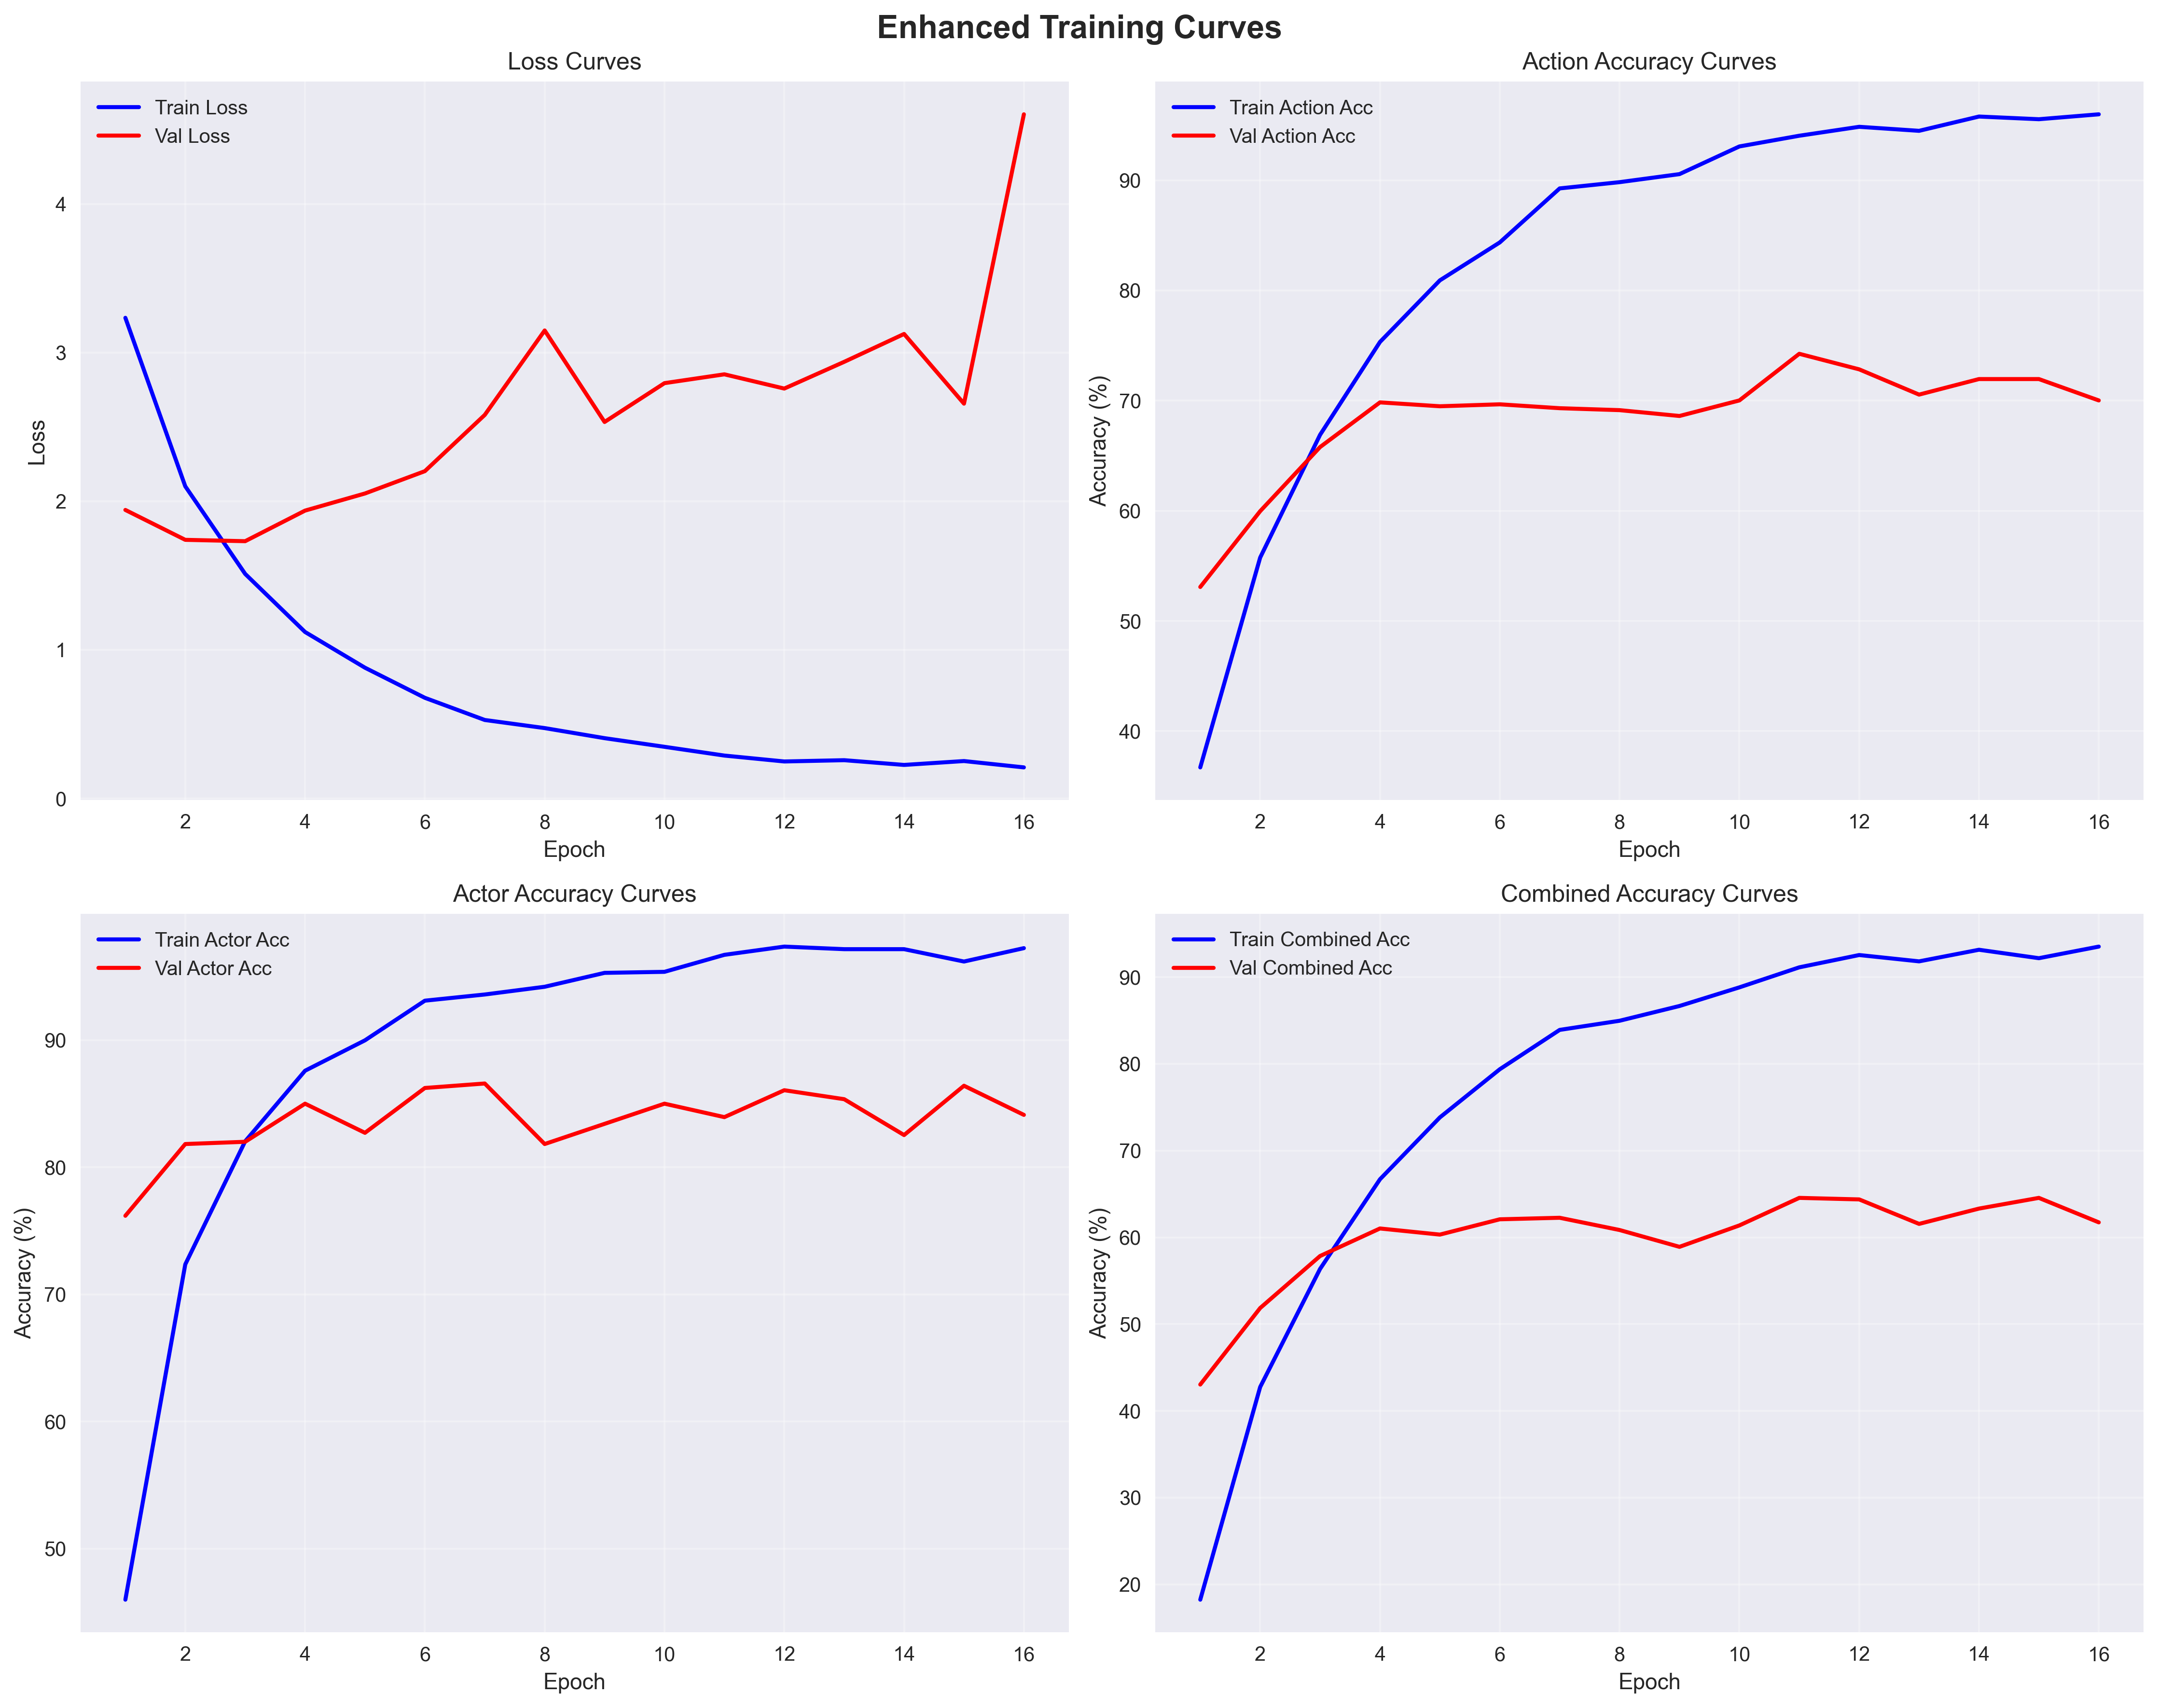 Enhanced Training Curves
Loss Curves
Train Loss
Val Loss
4
3
2
1
0
Loss
2 4 6 8 10 12 14 16
Epoch
Action Accuracy Curves
Train Action Acc
Val Action Acc
90
80
70
60
50
40
Accuracy (%)
2 4 6 8 10 12 14 16
Epoch
Actor Accuracy Curves
Train Actor Acc
Val Actor Acc
90
80
70
60
50
Accuracy (%)
2 4 6 8 10 12 14 16
Epoch
Combined Accuracy Curves
Train Combined Acc
Val Combined Acc
90
80
70
60
50
40
30
20
Accuracy (%)
2 4 6 8 10 12 14 16
Epoch